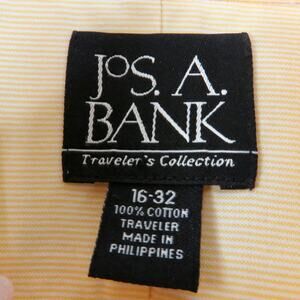 JOS. A.
BANK
Traveler's Collection
16-32
100% COTTON
TRAVELER
MADE IN
PHILIPPINES